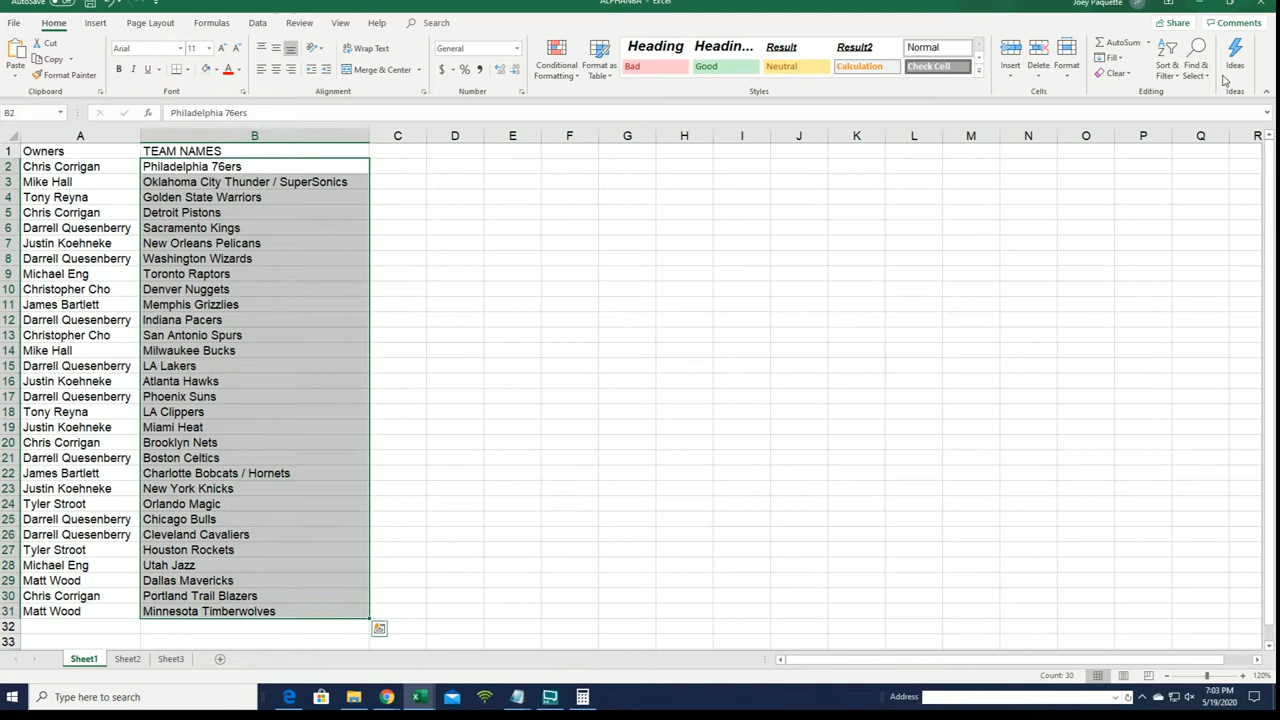 AutoSave Off ALPHANBA - Excel Joey Paquette JP
File Home Insert Page Layout Formulas Data Review View Help Search Share Comments
Paste Cut Copy Format Painter Clipboard
Arial 11 A A B I U A Font
Wrap Text Merge & Center Alignment
General $ % , Number
Conditional Formatting Format as Table
Heading Headin... Result Result2 Normal
Bad Good Neutral Calculation Check Cell
Styles
Insert Delete Format Cells
AutoSum Fill Clear Sort & Filter Find & Select Editing
Ideas Ideas
B2 fx Philadelphia 76ers
A B C D E F G H I J K L M N O P Q R
1 Owners TEAM NAMES
2 Chris Corrigan Philadelphia 76ers
3 Mike Hall Oklahoma City Thunder / SuperSonics
4 Tony Reyna Golden State Warriors
5 Chris Corrigan Detroit Pistons
6 Darrell Quesenberry Sacramento Kings
7 Justin Koehneke New Orleans Pelicans
8 Darrell Quesenberry Washington Wizards
9 Michael Eng Toronto Raptors
10 Christopher Cho Denver Nuggets
11 James Bartlett Memphis Grizzlies
12 Darrell Quesenberry Indiana Pacers
13 Christopher Cho San Antonio Spurs
14 Mike Hall Milwaukee Bucks
15 Darrell Quesenberry LA Lakers
16 Justin Koehneke Atlanta Hawks
17 Darrell Quesenberry Phoenix Suns
18 Tony Reyna LA Clippers
19 Justin Koehneke Miami Heat
20 Chris Corrigan Brooklyn Nets
21 Darrell Quesenberry Boston Celtics
22 James Bartlett Charlotte Bobcats / Hornets
23 Justin Koehneke New York Knicks
24 Tyler Stroot Orlando Magic
25 Darrell Quesenberry Chicago Bulls
26 Darrell Quesenberry Cleveland Cavaliers
27 Tyler Stroot Houston Rockets
28 Michael Eng Utah Jazz
29 Matt Wood Dallas Mavericks
30 Chris Corrigan Portland Trail Blazers
31 Matt Wood Minnesota Timberwolves
32
33
Sheet1 Sheet2 Sheet3
Count: 30 120%
Type here to search Address 7:03 PM
5/19/2020